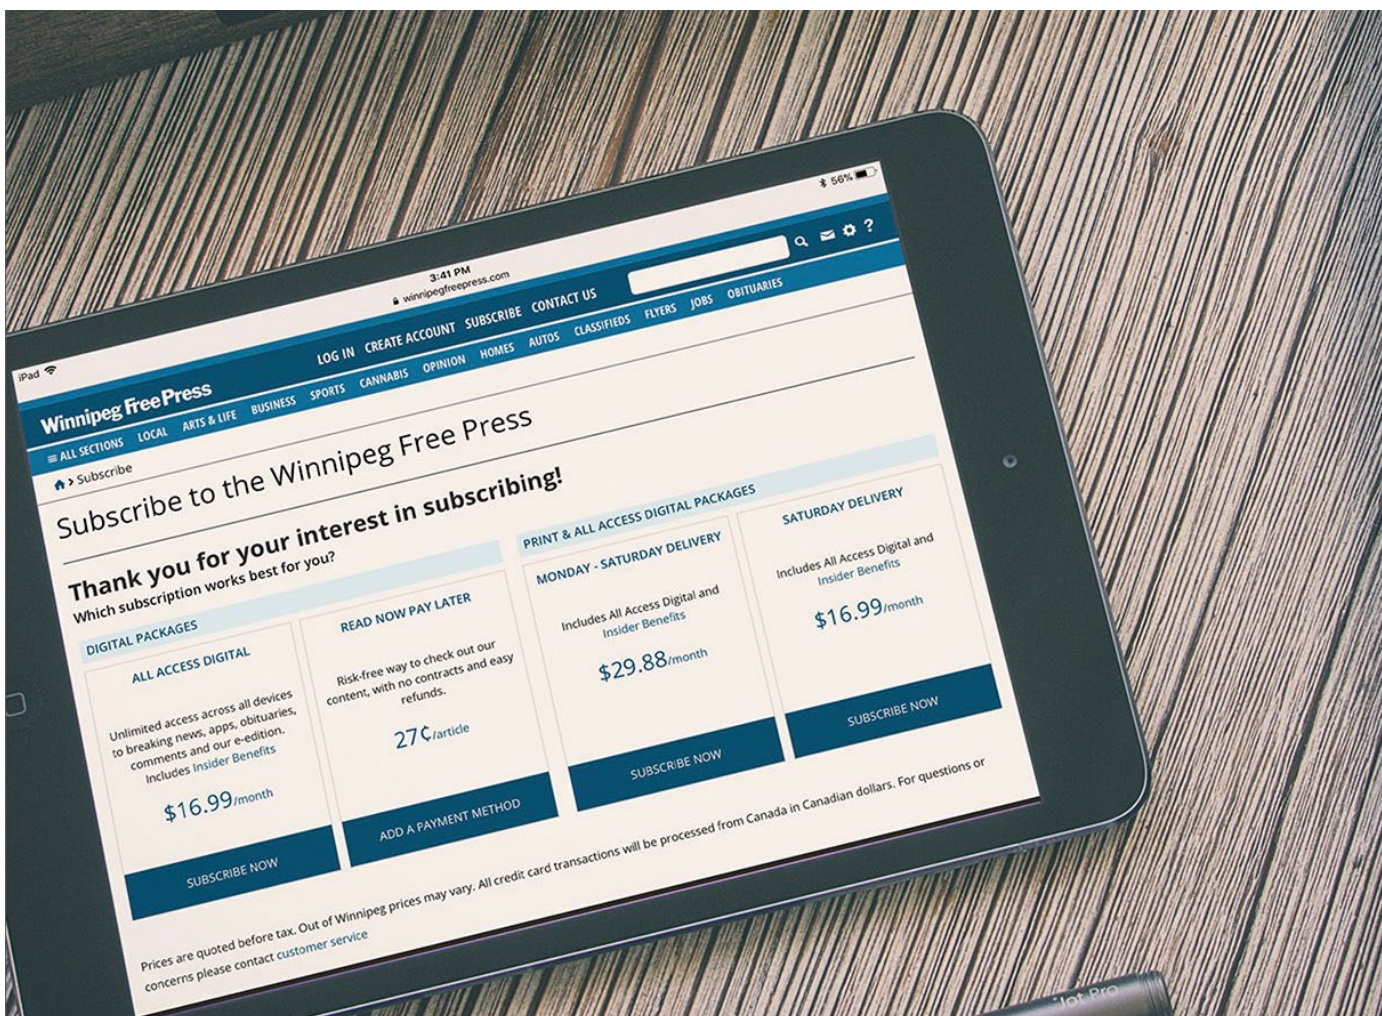 iPad
3:41 PM
56%
winnipegfreepress.com
Winnipeg Free Press
LOG IN CREATE ACCOUNT SUBSCRIBE CONTACT US
?
≡ ALL SECTIONS LOCAL ARTS & LIFE BUSINESS SPORTS CANNABIS OPINION HOMES AUTOS CLASSIFIEDS FLYERS JOBS OBITUARIES
> Subscribe
Subscribe to the Winnipeg Free Press
Thank you for your interest in subscribing!
Which subscription works best for you?
DIGITAL PACKAGES
ALL ACCESS DIGITAL
Unlimited access across all devices
to breaking news, apps, obituaries,
comments and our e-edition.
Includes Insider Benefits
$16.99/month
SUBSCRIBE NOW
READ NOW PAY LATER
Risk-free way to check out our
content, with no contracts and easy
refunds.
27¢/article
ADD A PAYMENT METHOD
PRINT & ALL ACCESS DIGITAL PACKAGES
MONDAY - SATURDAY DELIVERY
Includes All Access Digital and
Insider Benefits
$29.88/month
SUBSCRIBE NOW
SATURDAY DELIVERY
Includes All Access Digital and
Insider Benefits
$16.99/month
SUBSCRIBE NOW
Prices are quoted before tax. Out of Winnipeg prices may vary. All credit card transactions will be processed from Canada in Canadian dollars. For questions or
concerns please contact customer service
Jot Pro